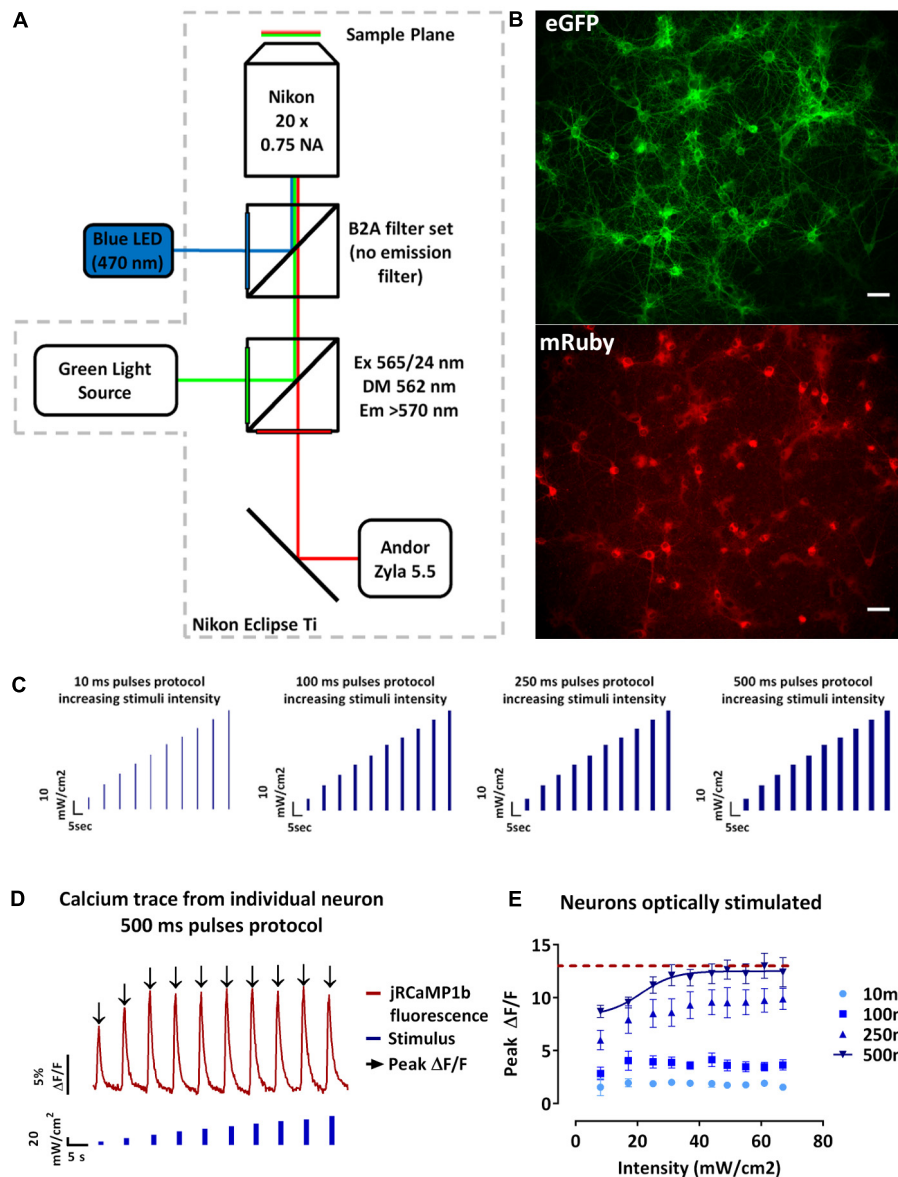 A
Sample Plane
Nikon
20 x
0.75 NA
Blue LED
(470 nm)
B2A filter set
(no emission
filter)
Green Light
Source
Ex 565/24 nm
DM 562 nm
Em >570 nm
Andor
Zyla 5.5
Nikon Eclipse Ti
B
eGFP
mRuby
C
10 ms pulses protocol
increasing stimuli intensity
10
mW/cm2
5sec
100 ms pulses protocol
increasing stimuli intensity
10
mW/cm2
5sec
250 ms pulses protocol
increasing stimuli intensity
10
mW/cm2
5sec
500 ms pulses protocol
increasing stimuli intensity
10
mW/cm2
5sec
D
Calcium trace from individual neuron
500 ms pulses protocol
5%
ΔF/F
20
mW/cm²
5 s
jRCaMP1b
fluorescence
Stimulus
Peak ΔF/F
E
Neurons optically stimulated
Peak ΔF/F
15
10
5
0
0 20 40 60 80
Intensity (mW/cm2)
10m
100r
250r
500r